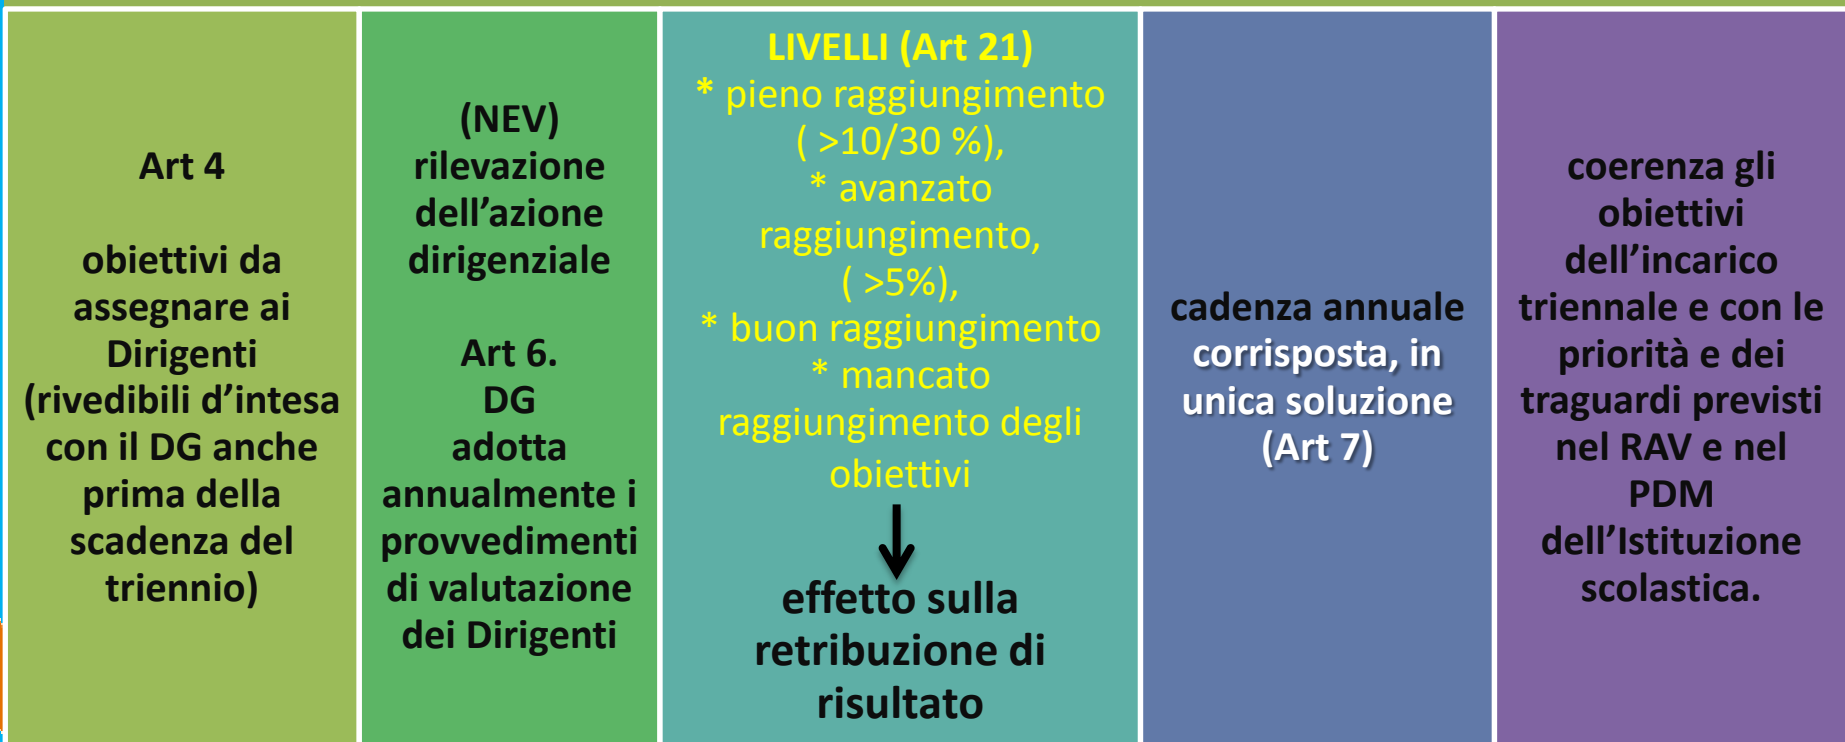 Art 4
obiettivi da
assegnare ai
Dirigenti
(rivedibili d’intesa
con il DG anche
prima della
scadenza del
triennio)
(NEV)
rilevazione
dell’azione
dirigenziale
Art 6.
DG
adotta
annualmente i
provvedimenti
di valutazione
dei Dirigenti
LIVELLI (Art 21)
* pieno raggiungimento
( >10/30 %),
* avanzato
raggiungimento,
( >5%),
* buon raggiungimento
* mancato
raggiungimento degli
obiettivi
effetto sulla
retribuzione di
risultato
cadenza annuale
corrisposta, in
unica soluzione
(Art 7)
coerenza gli
obiettivi
dell’incarico
triennale e con le
priorità e dei
traguardi previsti
nel RAV e nel
PDM
dell’Istituzione
scolastica.